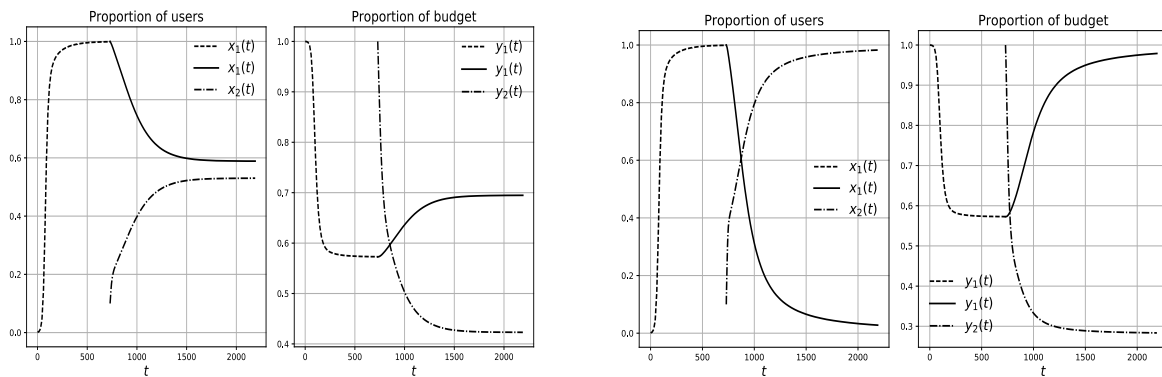 Proportion of users
1.0
0.8
0.6
0.4
0.2
0.0
0
500
1000
1500
2000
t
x₁(t)
x₁(t)
x₂(t)
Proportion of budget
1.0
0.9
0.8
0.7
0.6
0.5
0.4
0
500
1000
1500
2000
t
y₁(t)
y₁(t)
y₂(t)
Proportion of users
1.0
0.8
0.6
0.4
0.2
0.0
0
500
1000
1500
2000
t
x₁(t)
x₁(t)
x₂(t)
Proportion of budget
1.0
0.9
0.8
0.7
0.6
0.5
0.4
0.3
0
500
1000
1500
2000
t
y₁(t)
y₁(t)
y₂(t)